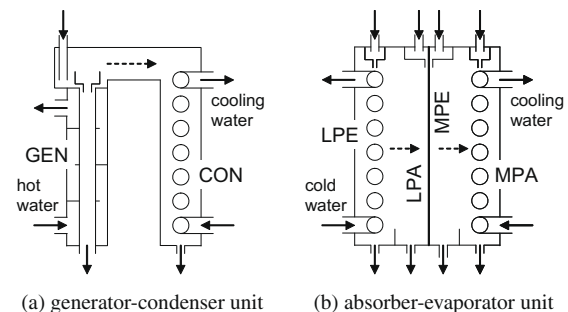 cooling
water
GEN
CON
hot
water
(a) generator-condenser unit
MPE
cooling
water
LPE
LPA
MPA
cold
water
(b) absorber-evaporator unit